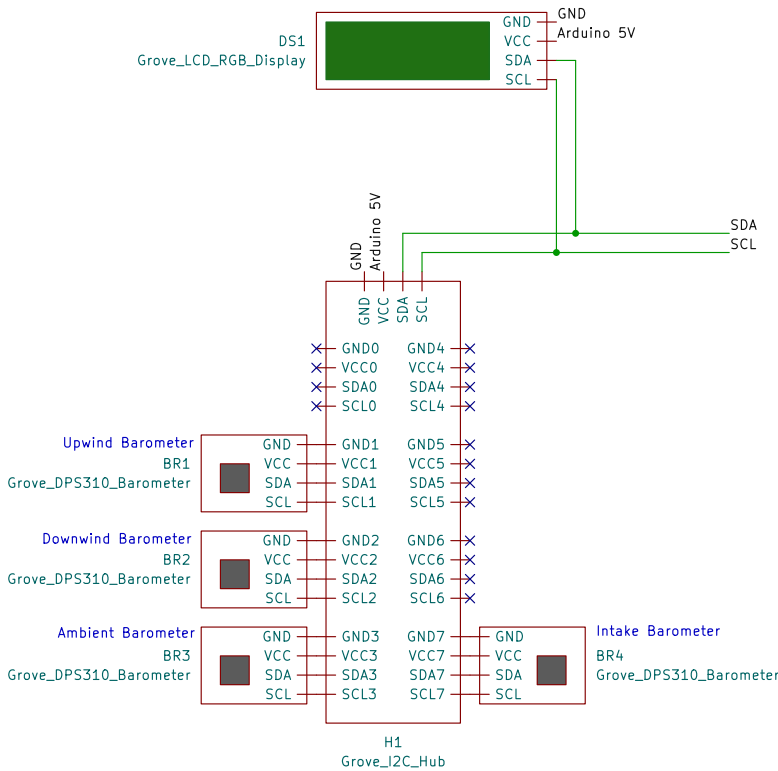 GND
GND
DS1
VCC
Arduino 5V
Grove_LCD_RGB_Display
SDA
SCL
SDA
SCL
GND
Arduino 5V
GND
VCC
SDA
SCL
GND0
GND4
VCC0
VCC4
SDA0
SDA4
SCL0
SCL4
Upwind Barometer
GND
GND1
GND5
BR1
VCC
VCC1
VCC5
Grove_DPS310_Barometer
SDA
SDA1
SDA5
SCL
SCL1
SCL5
Downwind Barometer
GND
GND2
GND6
BR2
VCC
VCC2
VCC6
Grove_DPS310_Barometer
SDA
SDA2
SDA6
SCL
SCL2
SCL6
Ambient Barometer
GND
GND3
GND7
GND
Intake Barometer
BR3
VCC
VCC3
VCC7
VCC
BR4
Grove_DPS310_Barometer
SDA
SDA3
SDA7
SDA
Grove_DPS310_Barometer
SCL
SCL3
SCL7
SCL
H1
Grove_I2C_Hub